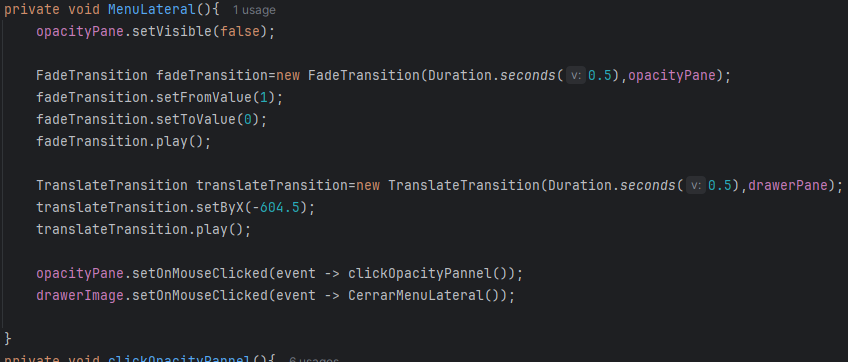 private void MenuLateral(){ 1 usage
opacityPane.setVisible(false);
FadeTransition fadeTransition=new FadeTransition(Duration.seconds( v: 0.5),opacityPane);
fadeTransition.setFromValue(1);
fadeTransition.setToValue(0);
fadeTransition.play();
TranslateTransition translateTransition=new TranslateTransition(Duration.seconds( v: 0.5),drawerPane);
translateTransition.setByX(-604.5);
translateTransition.play();
opacityPane.setOnMouseClicked(event -> clickOpacityPannel());
drawerImage.setOnMouseClicked(event -> CerrarMenuLateral());
}
private void clickOpacityPannel(){ 6 usages